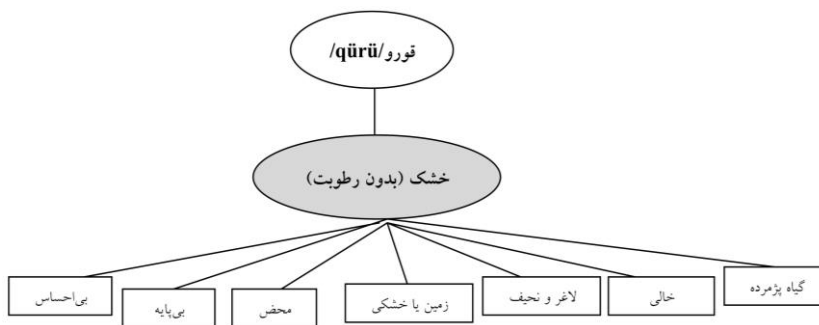 قورو/qürü/
خشک (بدون رطوبت)
گیاه پژمرده
خالی
لاغر و نحیف
زمین یا خشکی
محض
بی‌پایه
بی‌احساس